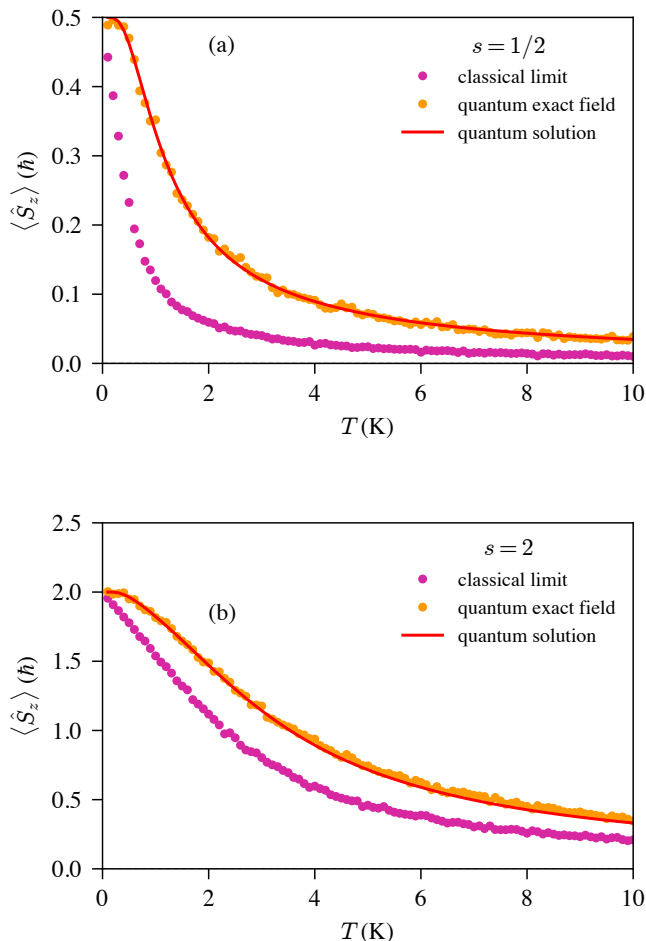 (a)
s = 1/2
classical limit
quantum exact field
quantum solution
0.5
0.4
0.3
0.2
0.1
0.0
⟨Ŝ_z⟩ (ħ)
0 2 4 6 8 10
T (K)
(b)
s = 2
classical limit
quantum exact field
quantum solution
2.5
2.0
1.5
1.0
0.5
0.0
⟨Ŝ_z⟩ (ħ)
0 2 4 6 8 10
T (K)